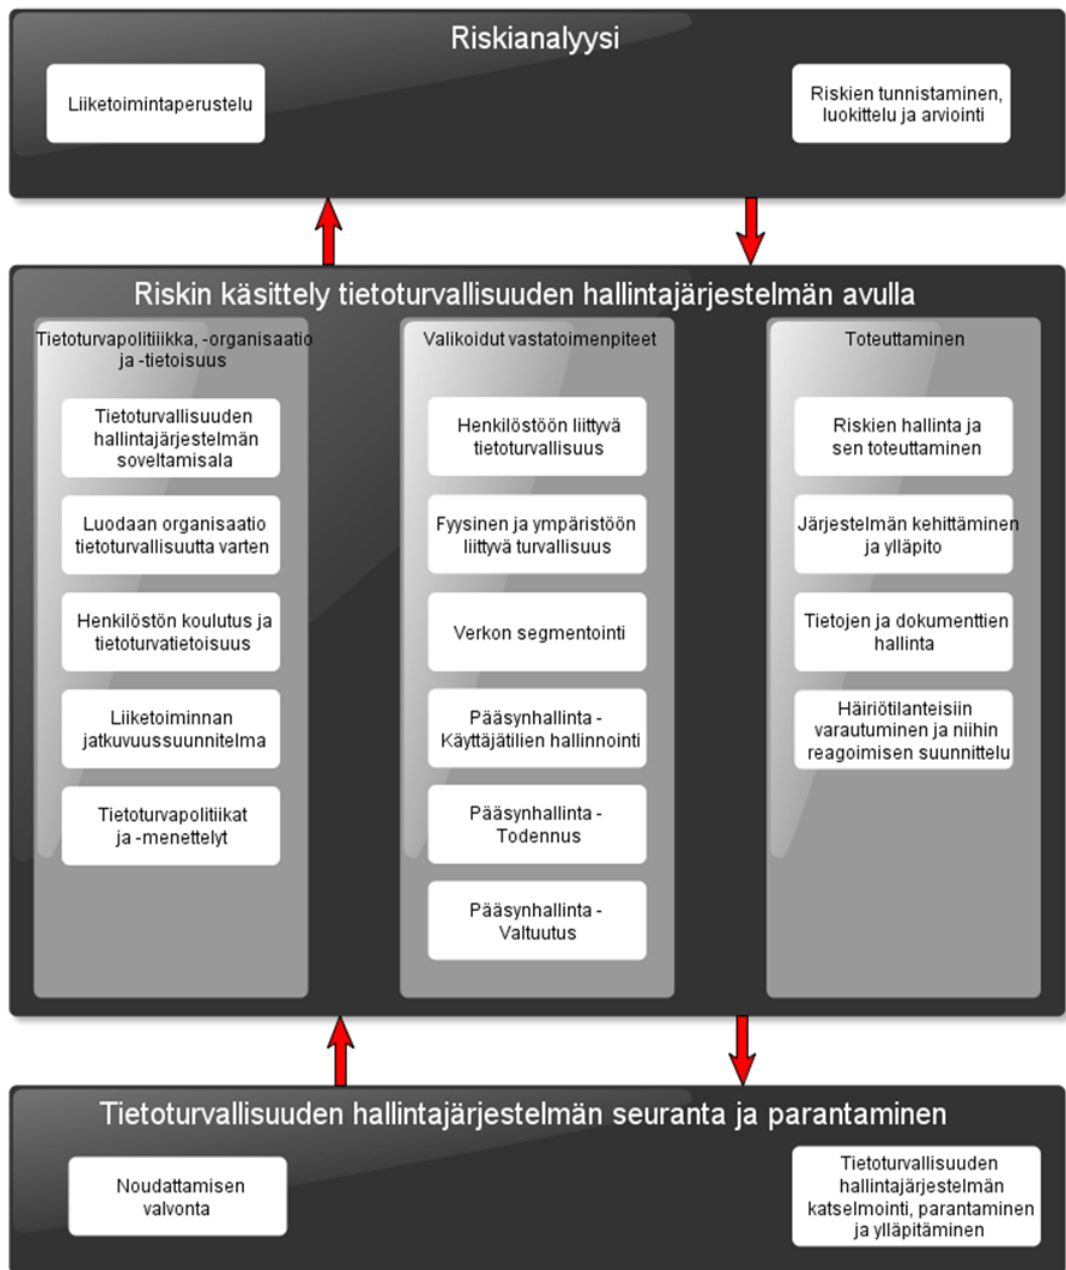 Riskianalyysi
Liiketoimintaperustelu
Riskien tunnistaminen,
luokittelu ja arviointi
Riskin käsittely tietoturvallisuuden hallintajärjestelmän avulla
Tietoturvapolitiiikka, -organisaatio
ja -tietoisuus
Tietoturvallisuuden
hallintajärjestelmän
soveltamisala
Luodaan organisaatio
tietoturvallisuutta varten
Henkilöstön koulutus ja
tietoturvatietoisuus
Liiketoiminnan
jatkuvuussuunnitelma
Tietoturvapolitiikat
ja -menettelyt
Valikoidut vastatoimenpiteet
Henkilöstöön liittyvä
tietoturvallisuus
Fyysinen ja ympäristöön
liittyvä turvallisuus
Verkon segmentointi
Pääsynhallinta -
Käyttäjätilien hallinnointi
Pääsynhallinta -
Todennus
Pääsynhallinta -
Valtuutus
Toteuttaminen
Riskien hallinta ja
sen toteuttaminen
Järjestelmän kehittäminen
ja ylläpito
Tietojen ja dokumenttien
hallinta
Häiriötilanteisiin
varautuminen ja niihin
reagoimisen suunnittelu
Tietoturvallisuuden hallintajärjestelmän seuranta ja parantaminen
Noudattamisen
valvonta
Tietoturvallisuuden
hallintajärjestelmän
katselmointi, parantaminen
ja ylläpitäminen